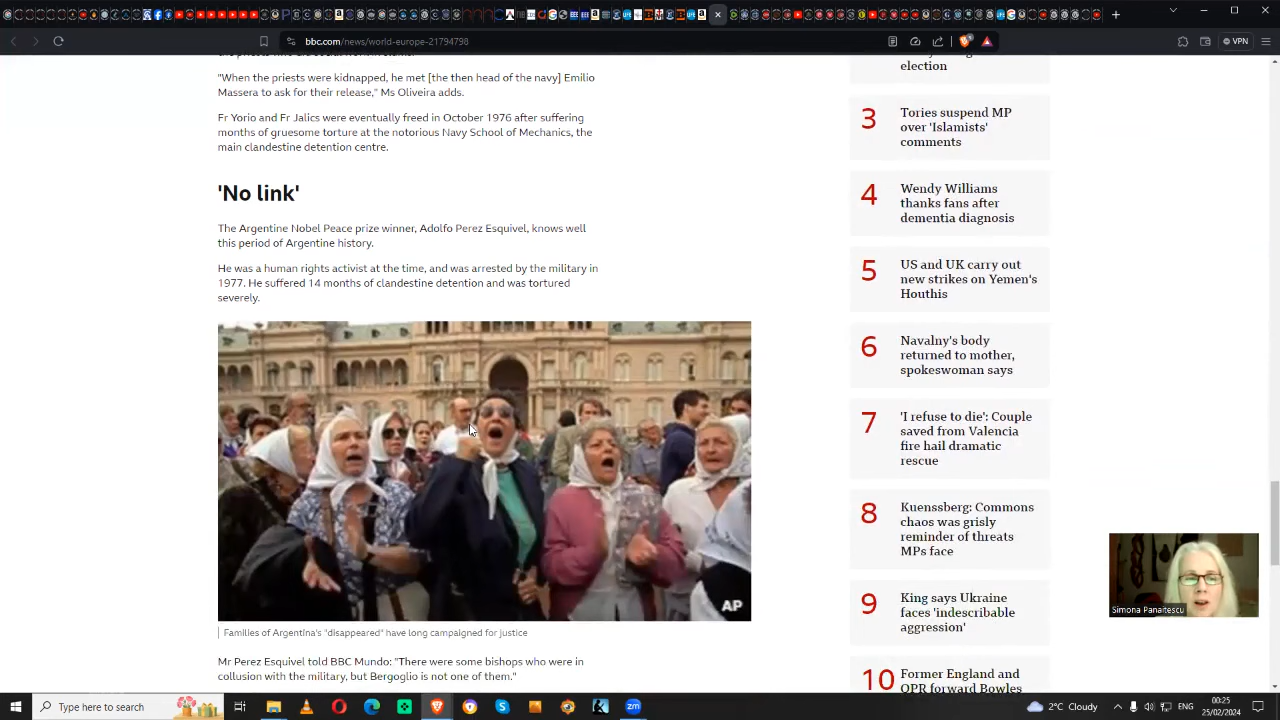 bbc.com/news/world-europe-21794798
VPN
"When the priests were kidnapped, he met [the then head of the navy] Emilio
Massera to ask for their release," Ms Oliveira adds.
Fr Yorio and Fr Jalics were eventually freed in October 1976 after suffering
months of gruesome torture at the notorious Navy School of Mechanics, the
main clandestine detention centre.
'No link'
The Argentine Nobel Peace prize winner, Adolfo Perez Esquivel, knows well
this period of Argentine history.
He was a human rights activist at the time, and was arrested by the military in
1977. He suffered 14 months of clandestine detention and was tortured
severely.
AP
Families of Argentina's "disappeared" have long campaigned for justice
Mr Perez Esquivel told BBC Mundo: "There were some bishops who were in
collusion with the military, but Bergoglio is not one of them."
election
3
Tories suspend MP
over 'Islamists'
comments
4
Wendy Williams
thanks fans after
dementia diagnosis
5
US and UK carry out
new strikes on Yemen's
Houthis
6
Navalny's body
returned to mother,
spokeswoman says
7
'I refuse to die': Couple
saved from Valencia
fire hail dramatic
rescue
8
Kuenssberg: Commons
chaos was grisly
reminder of threats
MPs face
9
King says Ukraine
faces 'indescribable
aggression'
10
Former England and
QPR forward Bowles
Simona Panaitescu
Type here to search
2°C Cloudy
00:25
25/02/2024